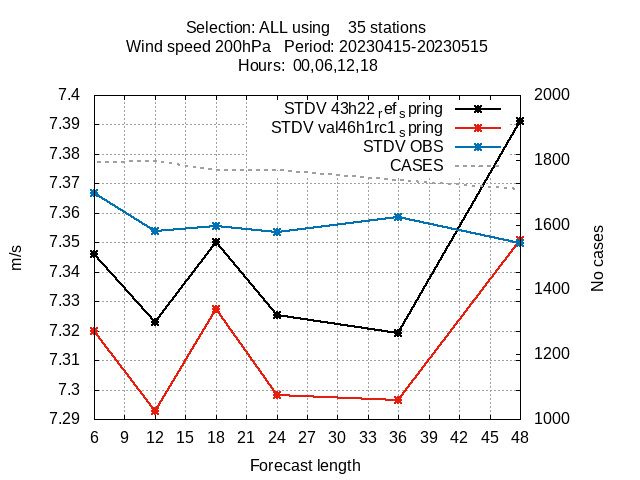 Selection: ALL using    35 stations
Wind speed 200hPa   Period: 20230415-20230515
Hours:  00,06,12,18
7.4
7.39
7.38
7.37
7.36
7.35
7.34
7.33
7.32
7.31
7.3
7.29
m/s
STDV 43h22refspring
STDV val46h1rc1spring
STDV OBS
CASES
2000
1800
1600
1400
1200
1000
No cases
6 9 12 15 18 21 24 27 30 33 36 39 42 45 48
Forecast length